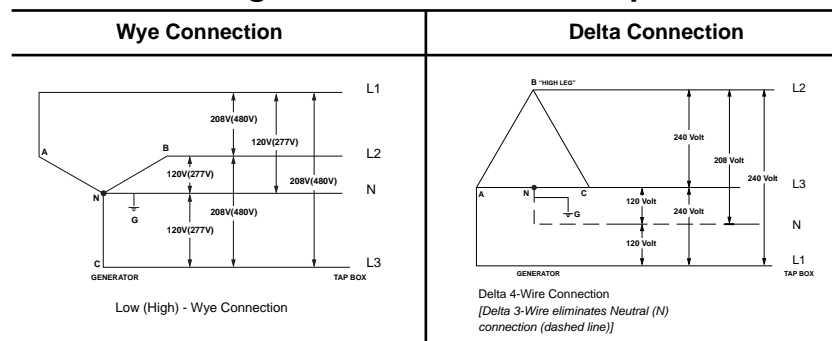 Wye Connection
Delta Connection
L1
A
B
208V(480V)
120V(277V)
L2
120V(277V)
208V(480V)
N
N
G
208V(480V)
120V(277V)
C
L3
GENERATOR
TAP BOX
Low (High) - Wye Connection
B "HIGH LEG"
L2
240 Volt
208 Volt
240 Volt
L3
A
N
C
G
120 Volt
240 Volt
N
120 Volt
L1
GENERATOR
TAP BOX
Delta 4-Wire Connection
[Delta 3-Wire eliminates Neutral (N)
connection (dashed line)]